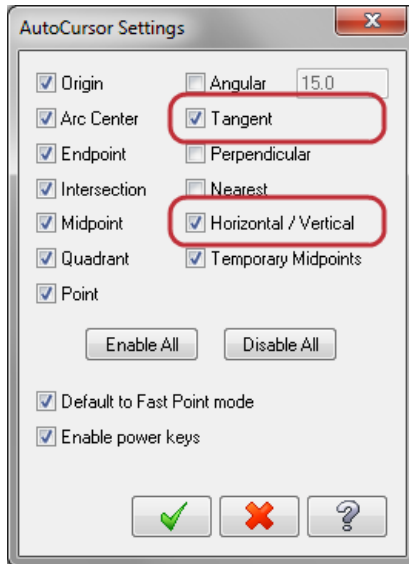 AutoCursor Settings
Origin
Angular 15.0
Arc Center
Tangent
Endpoint
Perpendicular
Intersection
Nearest
Midpoint
Horizontal / Vertical
Quadrant
Temporary Midpoints
Point
Enable All
Disable All
Default to Fast Point mode
Enable power keys